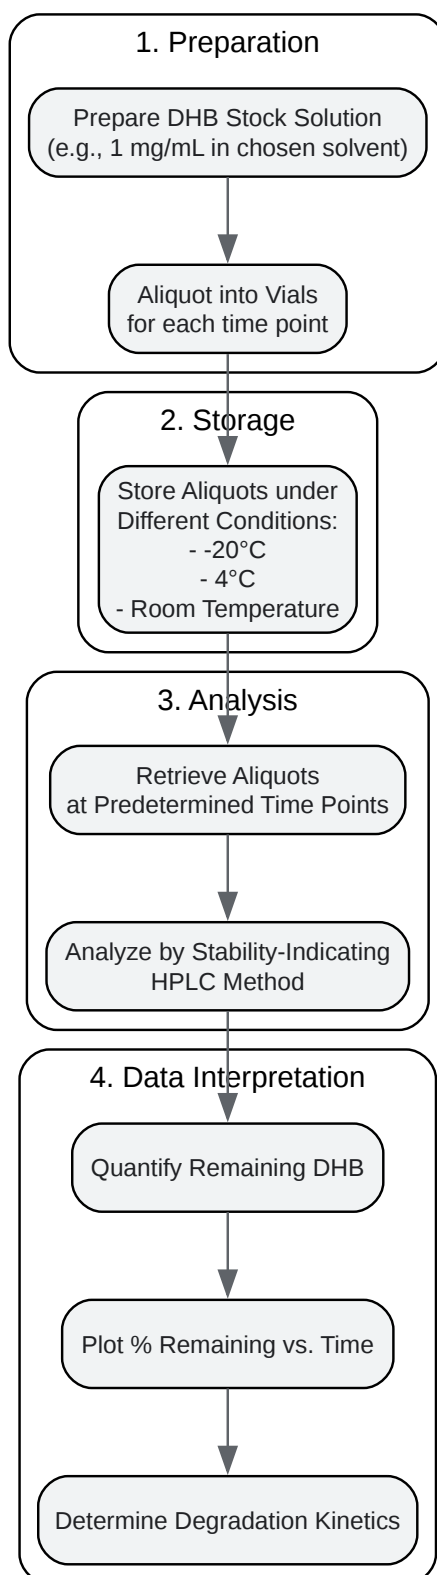 1. Preparation
Prepare DHB Stock Solution
(e.g., 1 mg/mL in chosen solvent)
Aliquot into Vials
for each time point
2. Storage
Store Aliquots under
Different Conditions:
- -20°C
- 4°C
- Room Temperature
3. Analysis
Retrieve Aliquots
at Predetermined Time Points
Analyze by Stability-Indicating
HPLC Method
4. Data Interpretation
Quantify Remaining DHB
Plot % Remaining vs. Time
Determine Degradation Kinetics